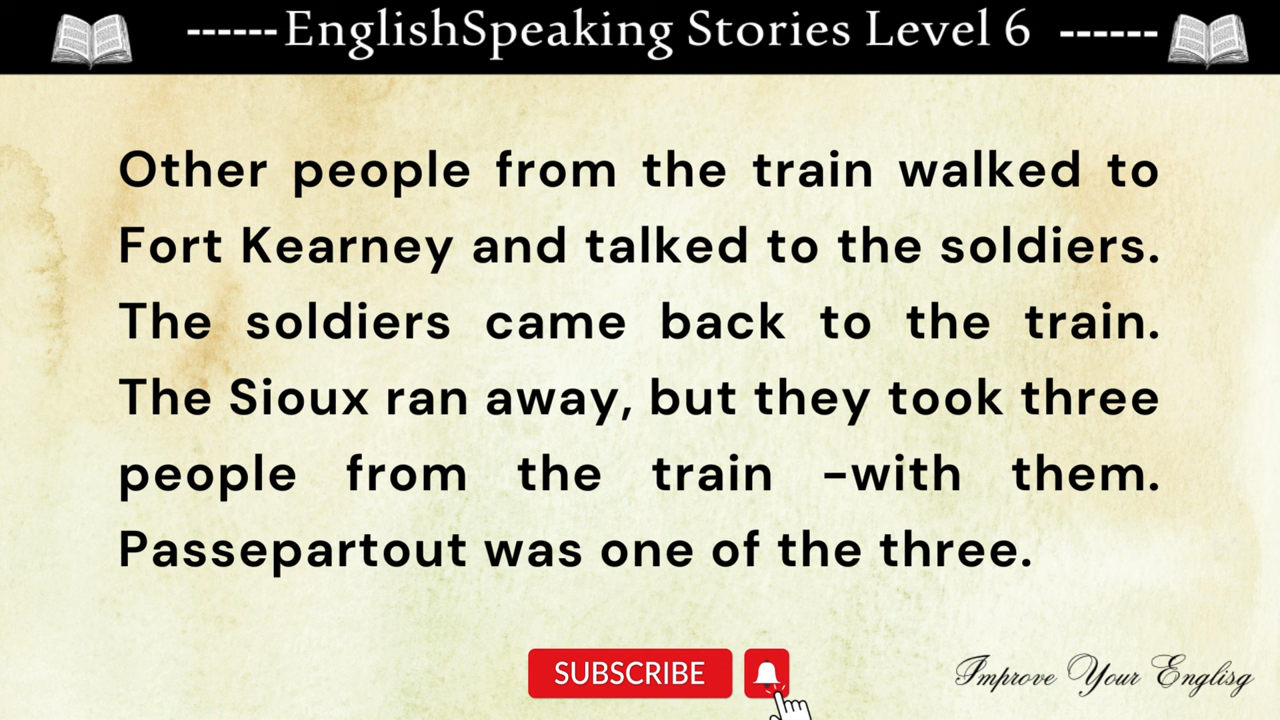 ------EnglishSpeaking Stories Level 6 ------
Other people from the train walked to
Fort Kearney and talked to the soldiers.
The soldiers came back to the train.
The Sioux ran away, but they took three
people from the train –with them.
Passepartout was one of the three.
SUBSCRIBE
Improve Your Englisg